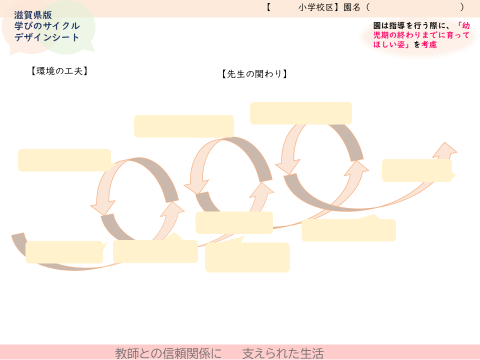 【　　　小学校区】園名（　　　　　　　　　　）
滋賀県版
学びのサイクル
デザインシート
園は指導を行う際に、「幼
児期の終わりまでに育って
ほしい姿」を考慮
【環境の工夫】
【先生の関わり】
教師との信頼関係に　　支えられた生活